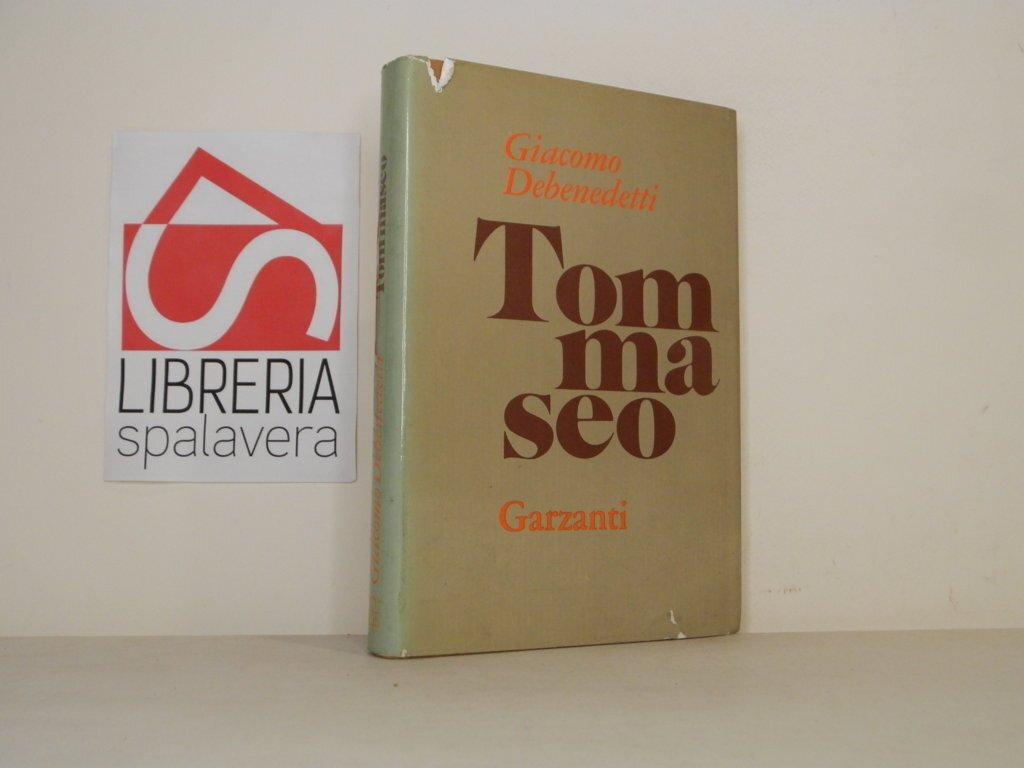 LIBRERIA
spalavera
Tommaseo
Giacomo Debenedetti
Giacomo
Debenedetti
Tom
ma
seo
Garzanti